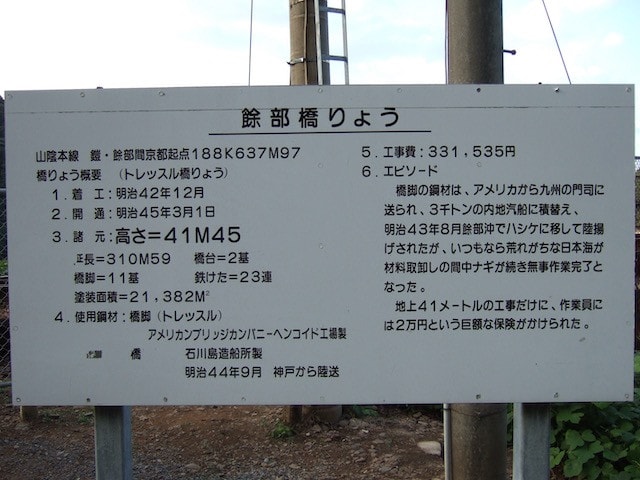 餘部橋りょう
山陰本線 鎧・餘部間京都起点188K637M97
橋りょう概要 (トレッスル橋りょう)
1．着 工:明治42年12月
2．開 通:明治45年3月1日
3．諸 元:高さ=41M45
正長=310M59 橋台=2基
橋脚=11基 鉄けた=23連
塗装面積=21,382M²
4．使用鋼材:橋脚(トレッスル)
アメリカンブリッジカンパニーヘンコイド工場製
橋 石川島造船所製
明治44年9月 神戸から陸送
5．工事費:331,535円
6．エピソード
橋脚の鋼材は、アメリカから九州の門司に
送られ、3千トンの内地汽船に積替え、
明治43年8月餘部沖でハシケに移して陸揚
げされたが、いつもなら荒れがちな日本海が
材料取卸しの間中ナギが続き無事作業完了と
なった。
地上41メートルの工事だけに、作業員に
は2万円という巨額な保険がかけられた。